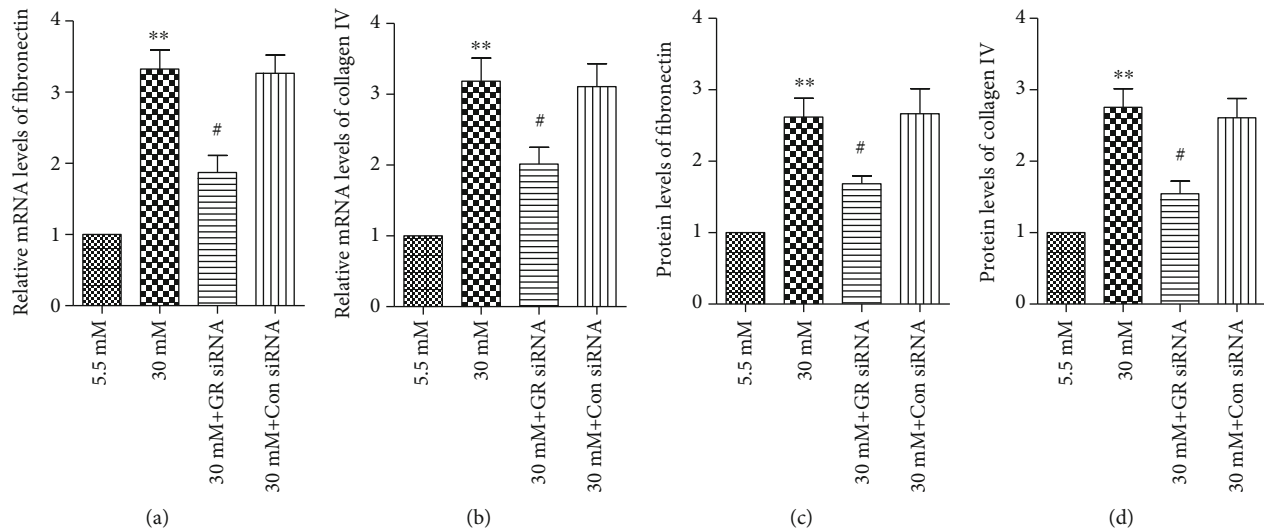 Relative mRNA levels of fibronectin
4
3
2
1
0
**
#
5.5 mM
30 mM
30 mM+GR siRNA
30 mM+Con siRNA
(a)
Relative mRNA levels of collagen IV
4
3
2
1
0
**
#
5.5 mM
30 mM
30 mM+GR siRNA
30 mM+Con siRNA
(b)
Protein levels of fibronectin
4
3
2
1
0
**
#
5.5 mM
30 mM
30 mM+GR siRNA
30 mM+Con siRNA
(c)
Protein levels of collagen IV
4
3
2
1
0
**
#
5.5 mM
30 mM
30 mM+GR siRNA
30 mM+Con siRNA
(d)